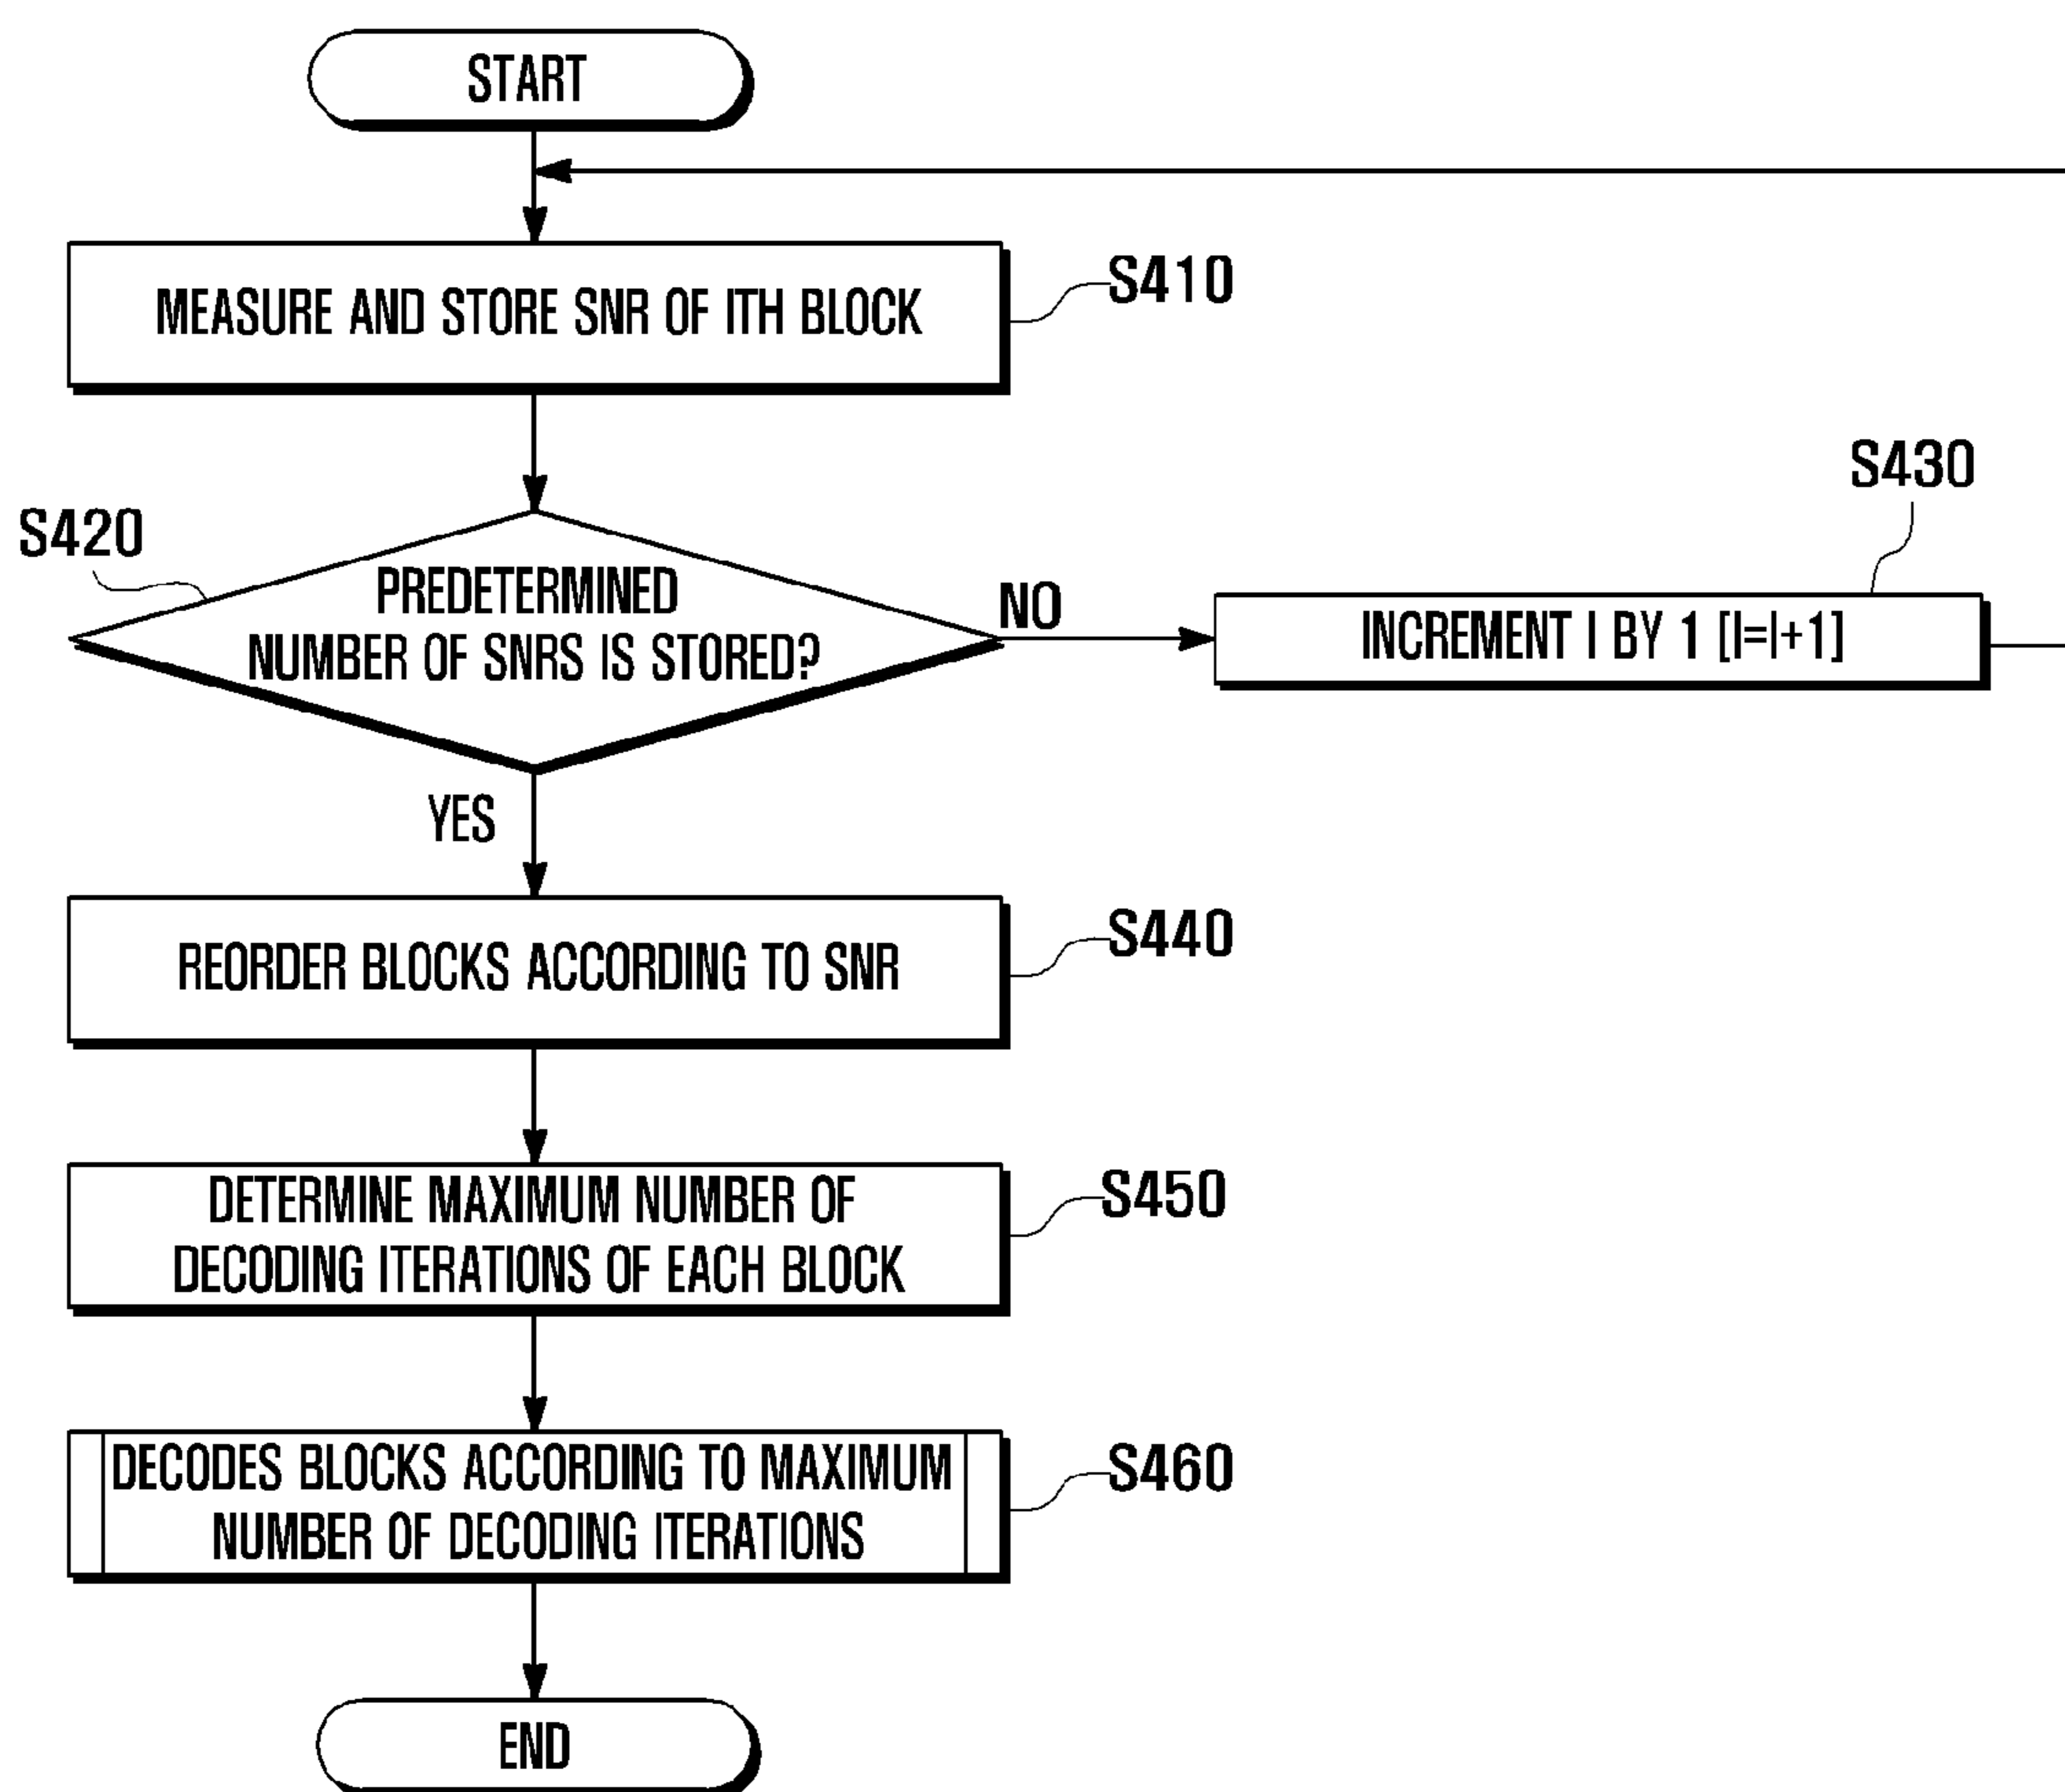 START
MEASURE AND STORE SNR OF ITH BLOCK
S410
S420
PREDETERMINED
NUMBER OF SNRS IS STORED?
NO
S430
INCREMENT I BY 1 [I=I+1]
YES
REORDER BLOCKS ACCORDING TO SNR
S440
DETERMINE MAXIMUM NUMBER OF
DECODING ITERATIONS OF EACH BLOCK
S450
DECODES BLOCKS ACCORDING TO MAXIMUM
NUMBER OF DECODING ITERATIONS
S460
END